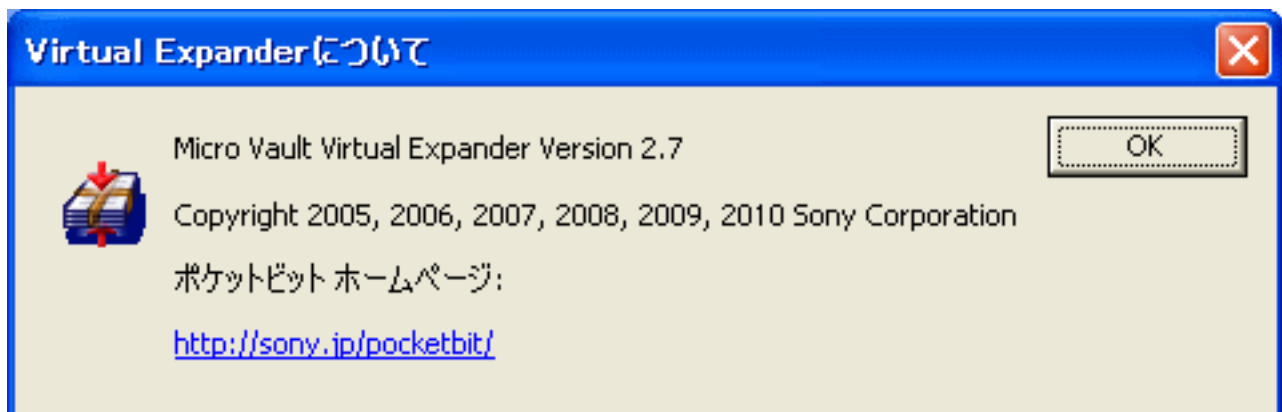 Virtual Expanderについて
Micro Vault Virtual Expander Version 2.7
OK
Copyright 2005, 2006, 2007, 2008, 2009, 2010 Sony Corporation
ポケットビット ホームページ:
http://sony.jp/pocketbit/